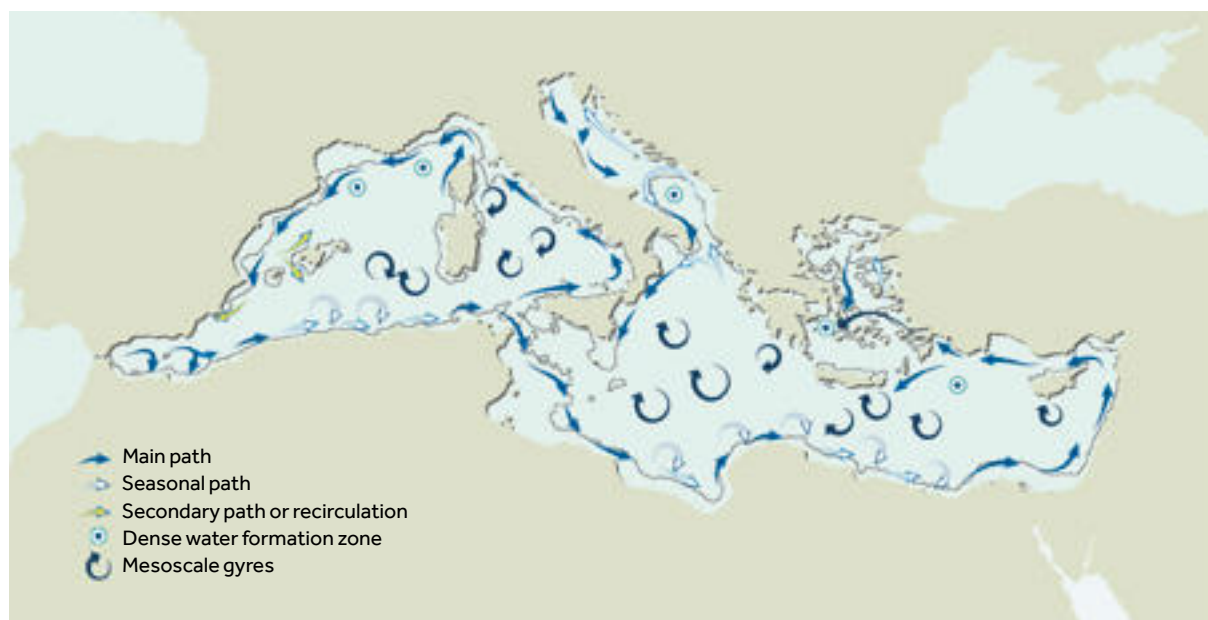 Main path
Seasonal path
Secondary path or recirculation
Dense water formation zone
Mesoscale gyres